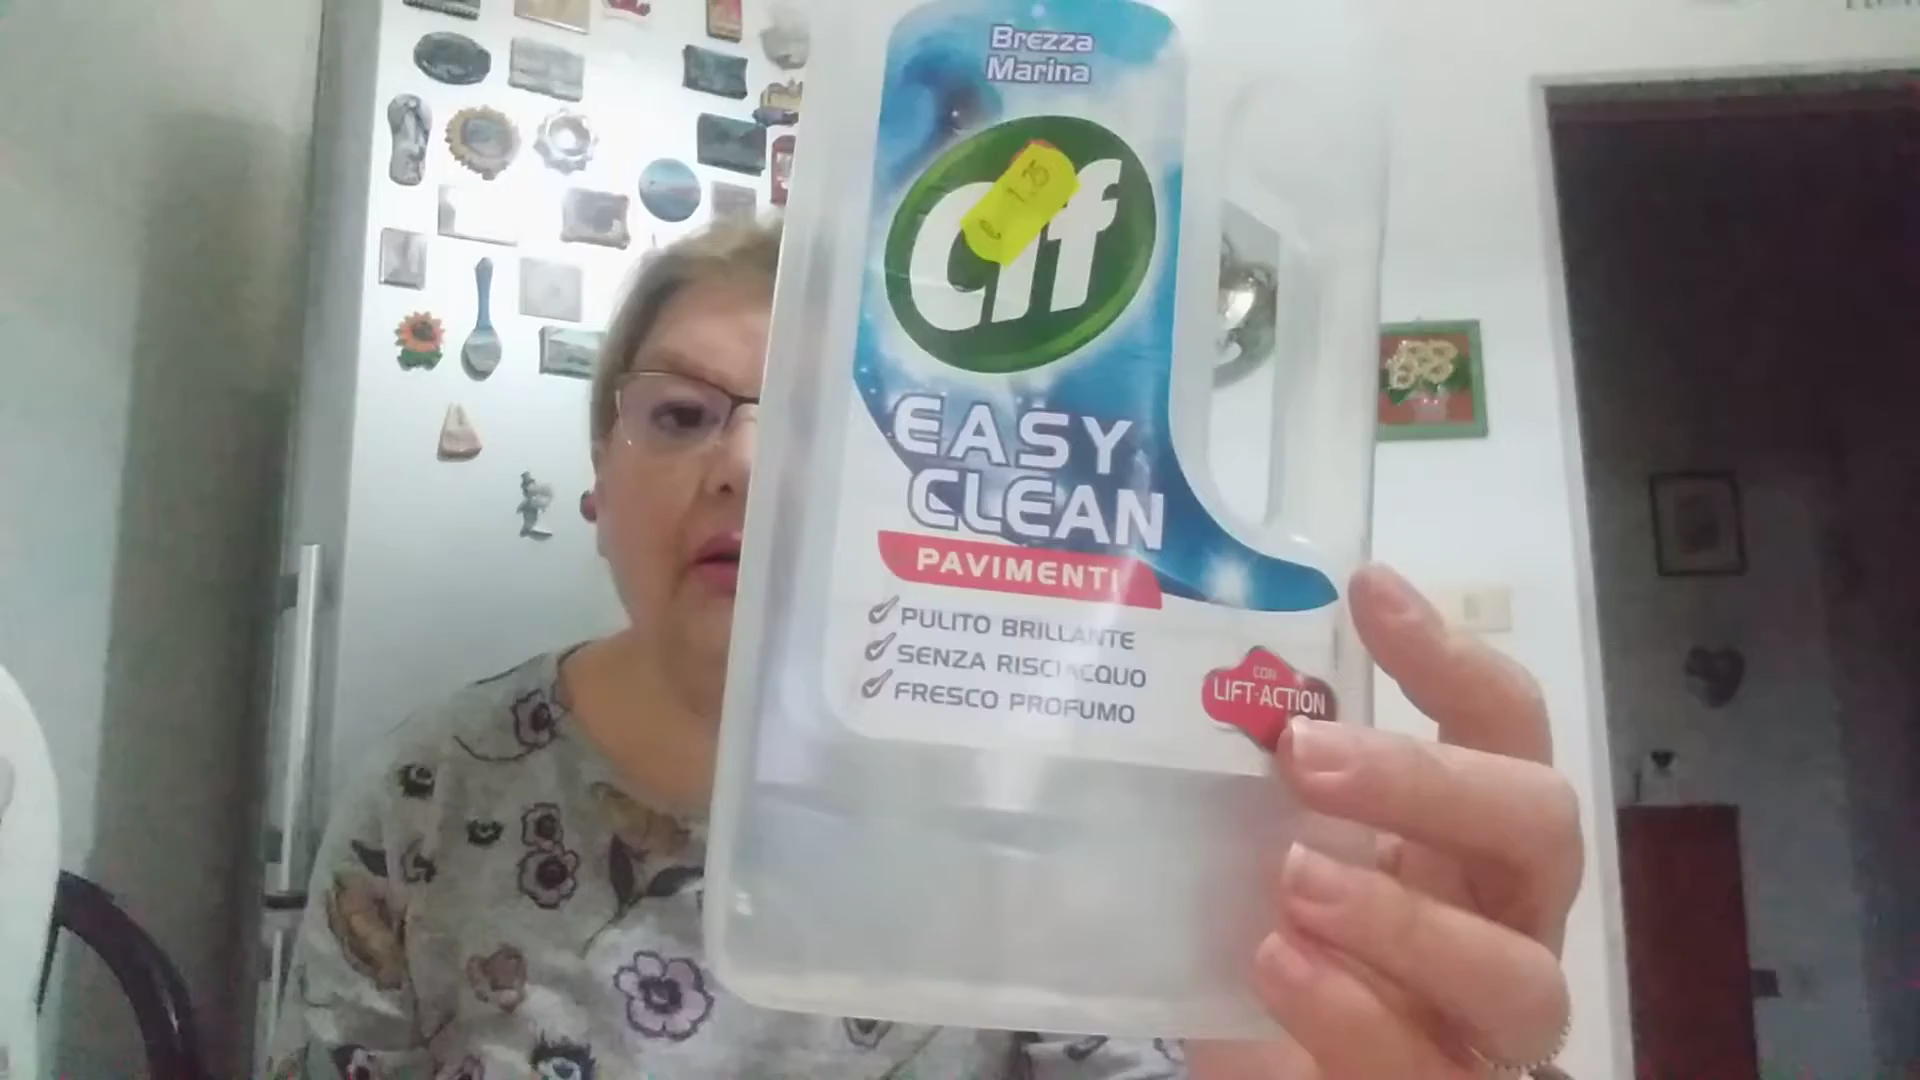 Brezza
Marina
Cif
€ 1.35
EASY
CLEAN
PAVIMENTI
PULITO BRILLANTE
SENZA RISCIACQUO
FRESCO PROFUMO
CON
LIFT-ACTION